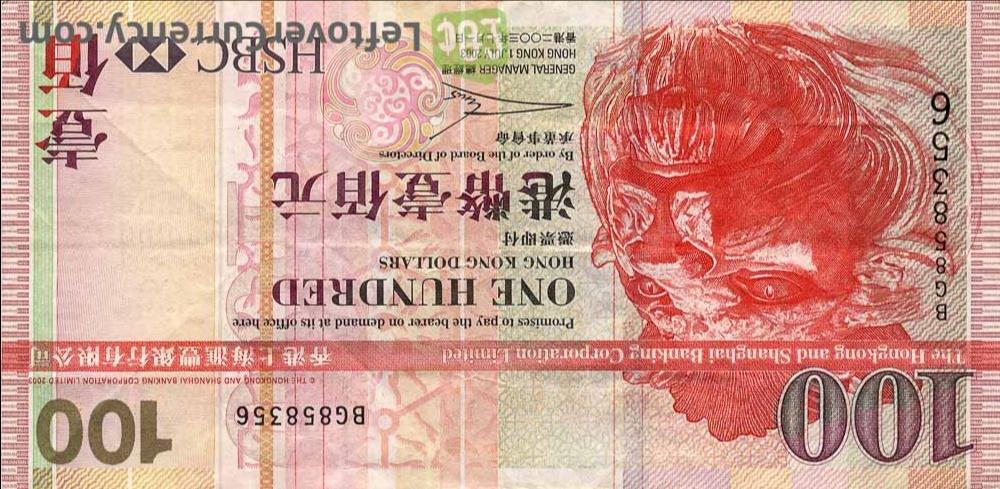 100
BG858356
100
© THE HONGKONG AND SHANGHAI BANKING CORPORATION LIMITED 2003
The Hongkong and Shanghai Banking Corporation Limited 香港上海滙豐銀行有限公司
Promises to pay the bearer on demand at its office here
ONE HUNDRED
HONG KONG DOLLARS
憑票即付
港幣壹佰元
By order of the Board of Directors
承董事會命
GENERAL MANAGER 總經理
HONG KONG 1 JULY 2003
香港二〇〇三年七月一日
BG858356
壹佰
HSBC
LeftoverCurrency.com